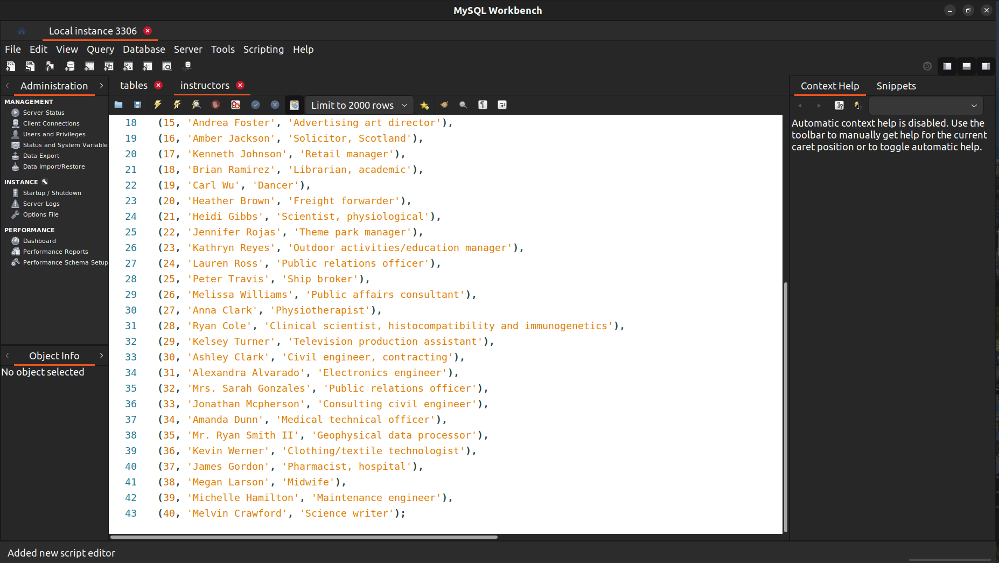 MySQL Workbench
Local instance 3306
File Edit View Query Database Server Tools Scripting Help
Administration
tables
instructors
Context Help
Snippets
MANAGEMENT
Server Status
Client Connections
Users and Privileges
Status and System Variable
Data Export
Data Import/Restore
INSTANCE
Startup / Shutdown
Server Logs
Options File
PERFORMANCE
Dashboard
Performance Reports
Performance Schema Setup
Object Info
No object selected
Limit to 2000 rows
18 (15, 'Andrea Foster', 'Advertising art director'),
19 (16, 'Amber Jackson', 'Solicitor, Scotland'),
20 (17, 'Kenneth Johnson', 'Retail manager'),
21 (18, 'Brian Ramirez', 'Librarian, academic'),
22 (19, 'Carl Wu', 'Dancer'),
23 (20, 'Heather Brown', 'Freight forwarder'),
24 (21, 'Heidi Gibbs', 'Scientist, physiological'),
25 (22, 'Jennifer Rojas', 'Theme park manager'),
26 (23, 'Kathryn Reyes', 'Outdoor activities/education manager'),
27 (24, 'Lauren Ross', 'Public relations officer'),
28 (25, 'Peter Travis', 'Ship broker'),
29 (26, 'Melissa Williams', 'Public affairs consultant'),
30 (27, 'Anna Clark', 'Physiotherapist'),
31 (28, 'Ryan Cole', 'Clinical scientist, histocompatibility and immunogenetics'),
32 (29, 'Kelsey Turner', 'Television production assistant'),
33 (30, 'Ashley Clark', 'Civil engineer, contracting'),
34 (31, 'Alexandra Alvarado', 'Electronics engineer'),
35 (32, 'Mrs. Sarah Gonzales', 'Public relations officer'),
36 (33, 'Jonathan Mcpherson', 'Consulting civil engineer'),
37 (34, 'Amanda Dunn', 'Medical technical officer'),
38 (35, 'Mr. Ryan Smith II', 'Geophysical data processor'),
39 (36, 'Kevin Werner', 'Clothing/textile technologist'),
40 (37, 'James Gordon', 'Pharmacist, hospital'),
41 (38, 'Megan Larson', 'Midwife'),
42 (39, 'Michelle Hamilton', 'Maintenance engineer'),
43 (40, 'Melvin Crawford', 'Science writer');
Automatic context help is disabled. Use the
toolbar to manually get help for the current
caret position or to toggle automatic help.
Added new script editor